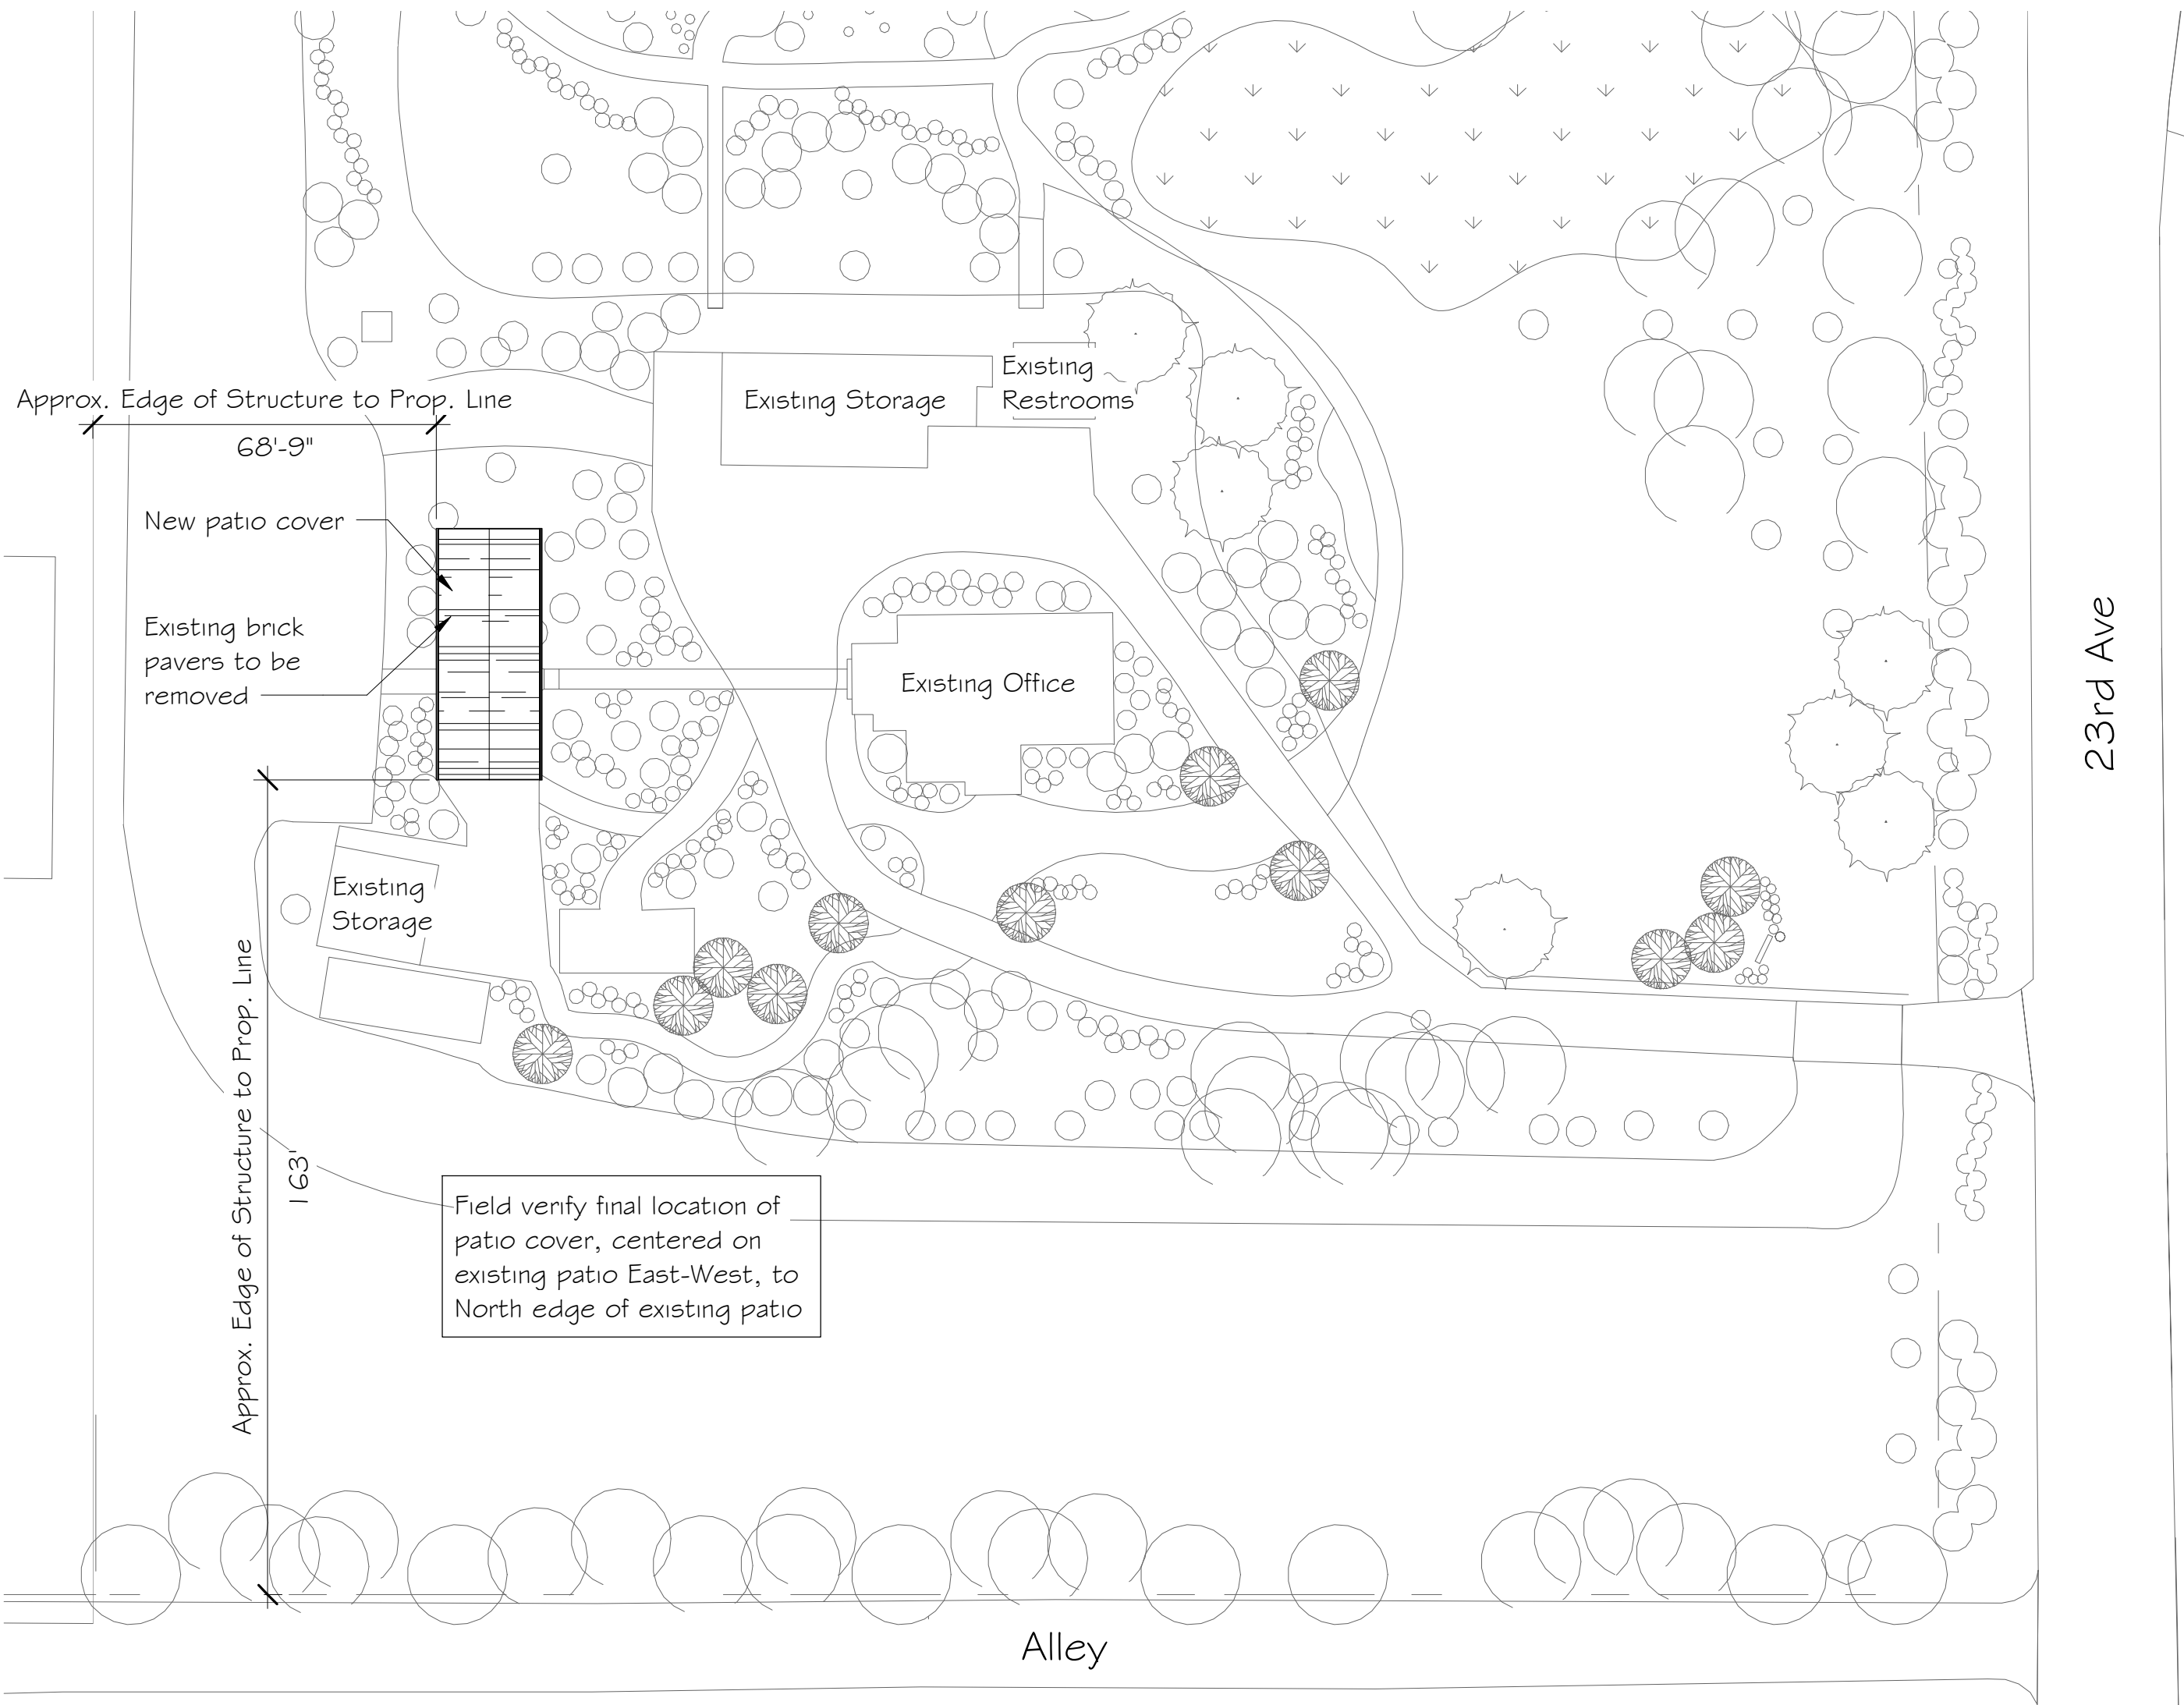 Existing
Restrooms
Existing Storage
Approx. Edge of Structure to Prop. Line
68'-9"
New patio cover
Existing brick
pavers to be
removed
Existing Office
23rd Ave
Existing
Storage
Approx. Edge of Structure to Prop. Line
163'
Field verify final location of
patio cover, centered on
existing patio East-West, to
North edge of existing patio
Alley